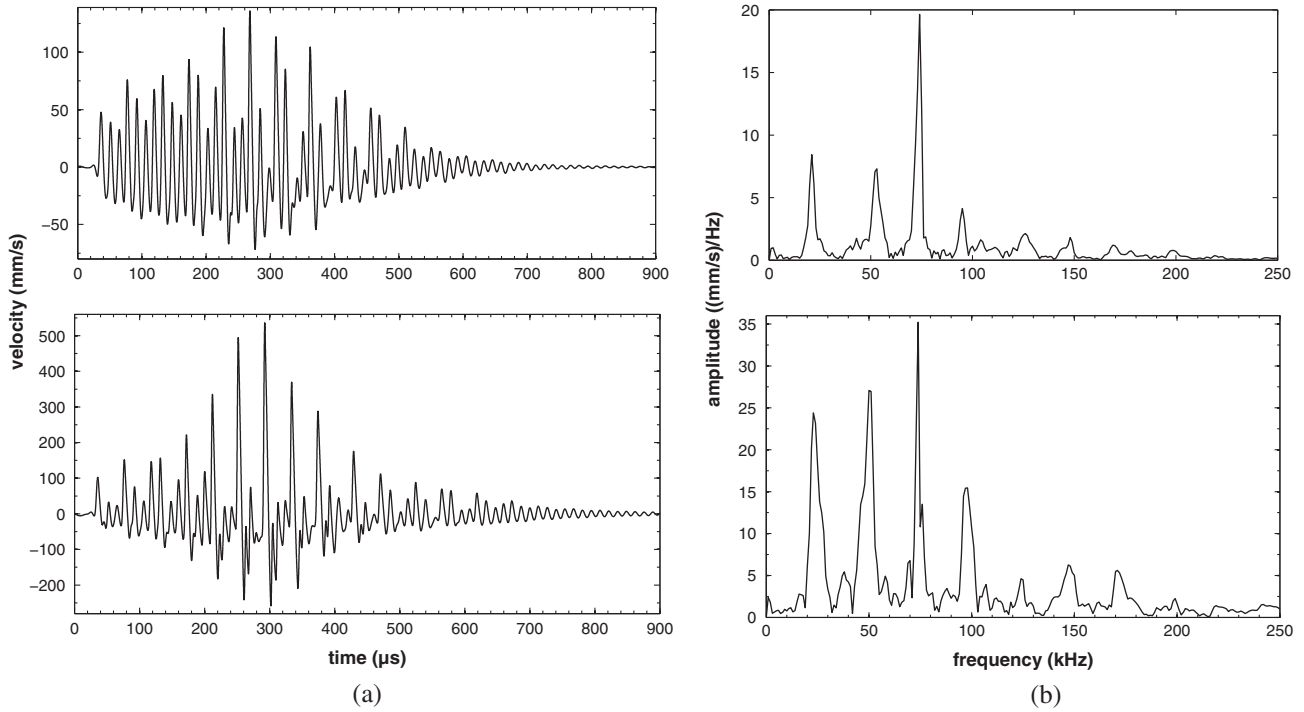 100
50
0
−50
0 100 200 300 400 500 600 700 800 900
velocity (mm/s)
500
400
300
200
100
0
−100
−200
0 100 200 300 400 500 600 700 800 900
time (µs)
(a)
20
15
10
5
0
0 50 100 150 200 250
amplitude ((mm/s)/Hz)
35
30
25
20
15
10
5
0
0 50 100 150 200 250
frequency (kHz)
(b)